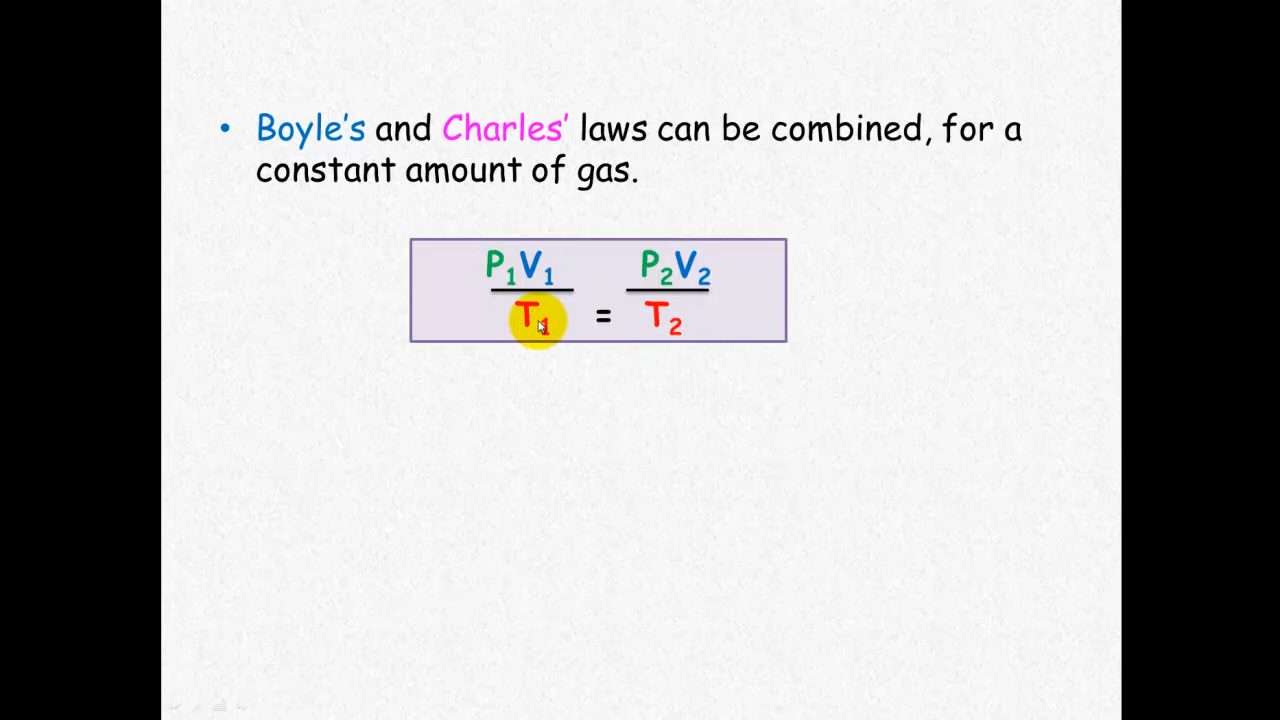 • Boyle's and Charles' laws can be combined, for a
constant amount of gas.
P₁V₁ P₂V₂
T₁ = T₂